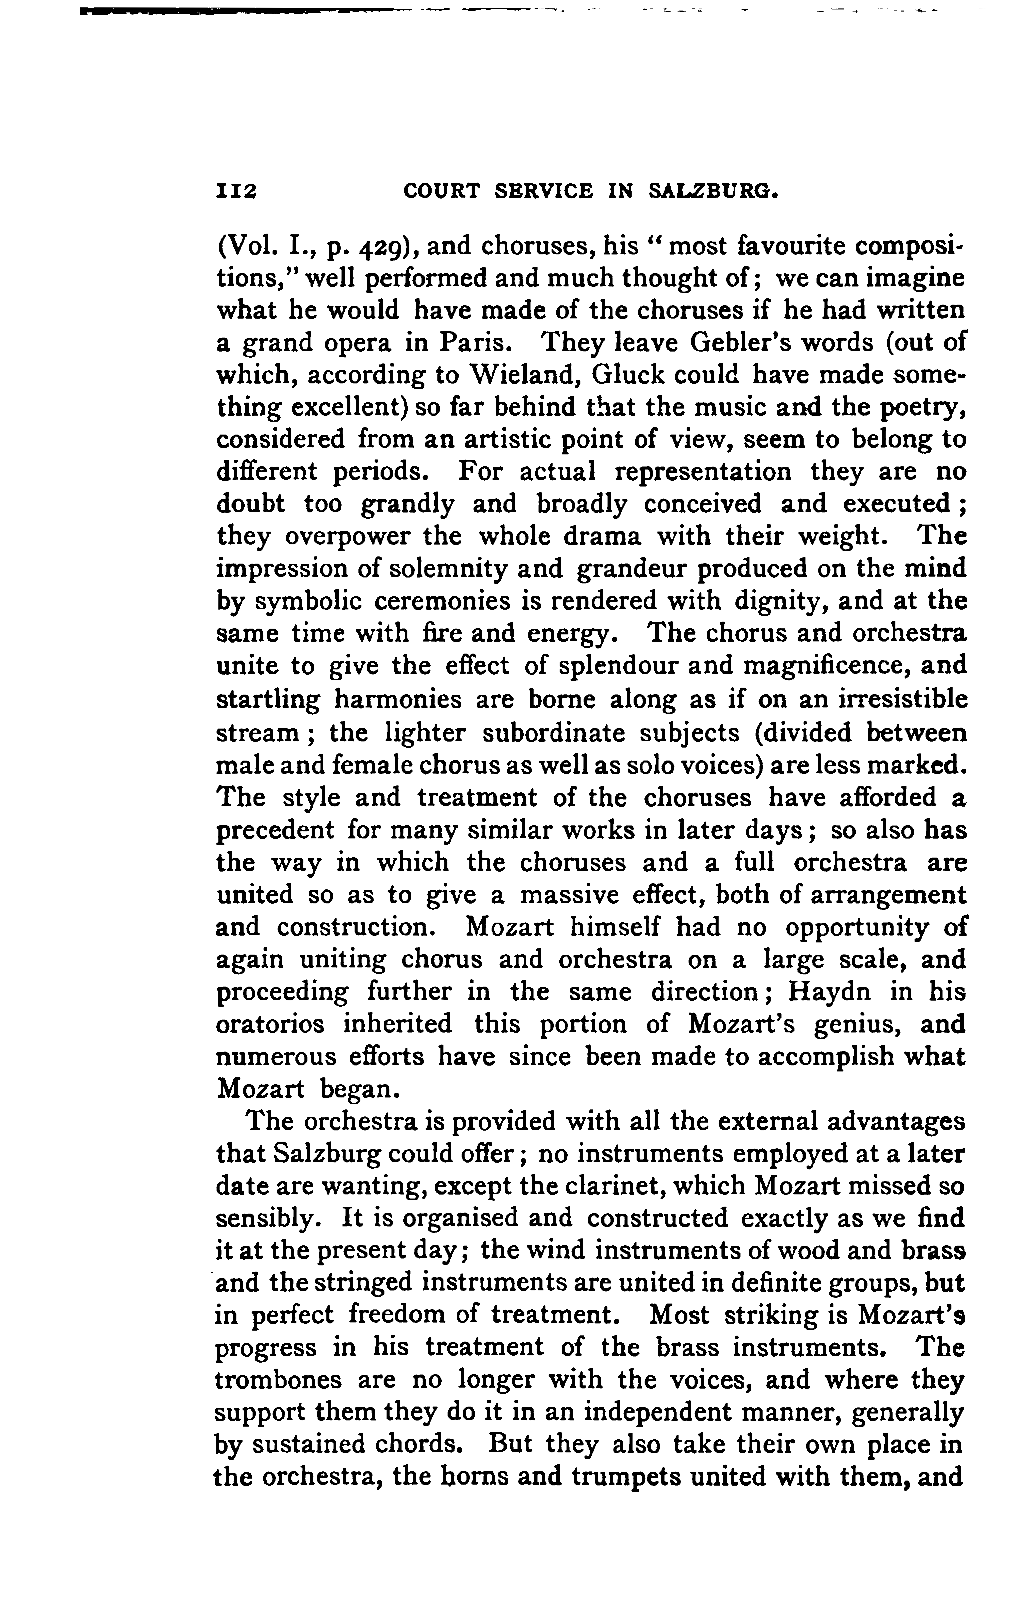 112 COURT SERVICE IN SALZBURG.
(Vol. I., p. 429), and choruses, his “ most favourite composi-
tions,” well performed and much thought of ; we can imagine
what he would have made of the choruses if he had written
a grand opera in Paris. They leave Gebler’s words (out of
which, according to Wieland, Gluck could have made some-
thing excellent) so far behind that the music and the poetry,
considered from an artistic point of view, seem to belong to
different periods. For actual representation they are no
doubt too grandly and broadly conceived and executed ;
they overpower the whole drama with their weight. The
impression of solemnity and grandeur produced on the mind
by symbolic ceremonies is rendered with dignity, and at the
same time with fire and energy. The chorus and orchestra
unite to give the effect of splendour and magnificence, and
startling harmonies are borne along as if on an irresistible
stream ; the lighter subordinate subjects (divided between
male and female chorus as well as solo voices) are less marked.
The style and treatment of the choruses have afforded a
precedent for many similar works in later days ; so also has
the way in which the choruses and a full orchestra are
united so as to give a massive effect, both of arrangement
and construction. Mozart himself had no opportunity of
again uniting chorus and orchestra on a large scale, and
proceeding further in the same direction ; Haydn in his
oratorios inherited this portion of Mozart’s genius, and
numerous efforts have since been made to accomplish what
Mozart began.
The orchestra is provided with all the external advantages
that Salzburg could offer ; no instruments employed at a later
date are wanting, except the clarinet, which Mozart missed so
sensibly. It is organised and constructed exactly as we find
it at the present day ; the wind instruments of wood and brass
and the stringed instruments are united in definite groups, but
in perfect freedom of treatment. Most striking is Mozart’s
progress in his treatment of the brass instruments. The
trombones are no longer with the voices, and where they
support them they do it in an independent manner, generally
by sustained chords. But they also take their own place in
the orchestra, the horns and trumpets united with them, and